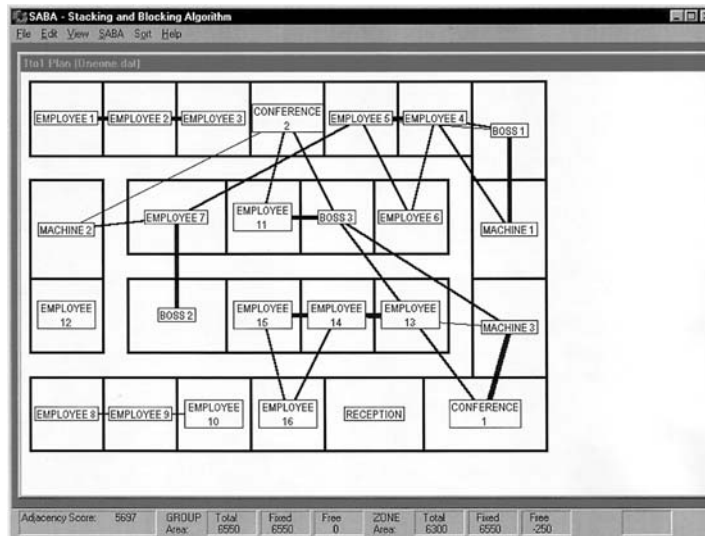 SABA - Stacking and Blocking Algorithm
File Edit View SABA Sort Help
1to1 Plan [Oneone.dat]
EMPLOYEE 1
EMPLOYEE 2
EMPLOYEE 3
CONFERENCE
2
EMPLOYEE 5
EMPLOYEE 4
BOSS 1
MACHINE 2
EMPLOYEE 7
EMPLOYEE
11
BOSS 3
EMPLOYEE 6
MACHINE 1
EMPLOYEE
12
BOSS 2
EMPLOYEE
15
EMPLOYEE
14
EMPLOYEE
13
MACHINE 3
EMPLOYEE 8
EMPLOYEE 9
EMPLOYEE
10
EMPLOYEE
16
RECEPTION
CONFERENCE
1
Adjacency Score: 5697 GROUP Total Fixed Free ZONE Total Fixed Free
Area: 6550 6550 0 Area: 6300 6550 -250